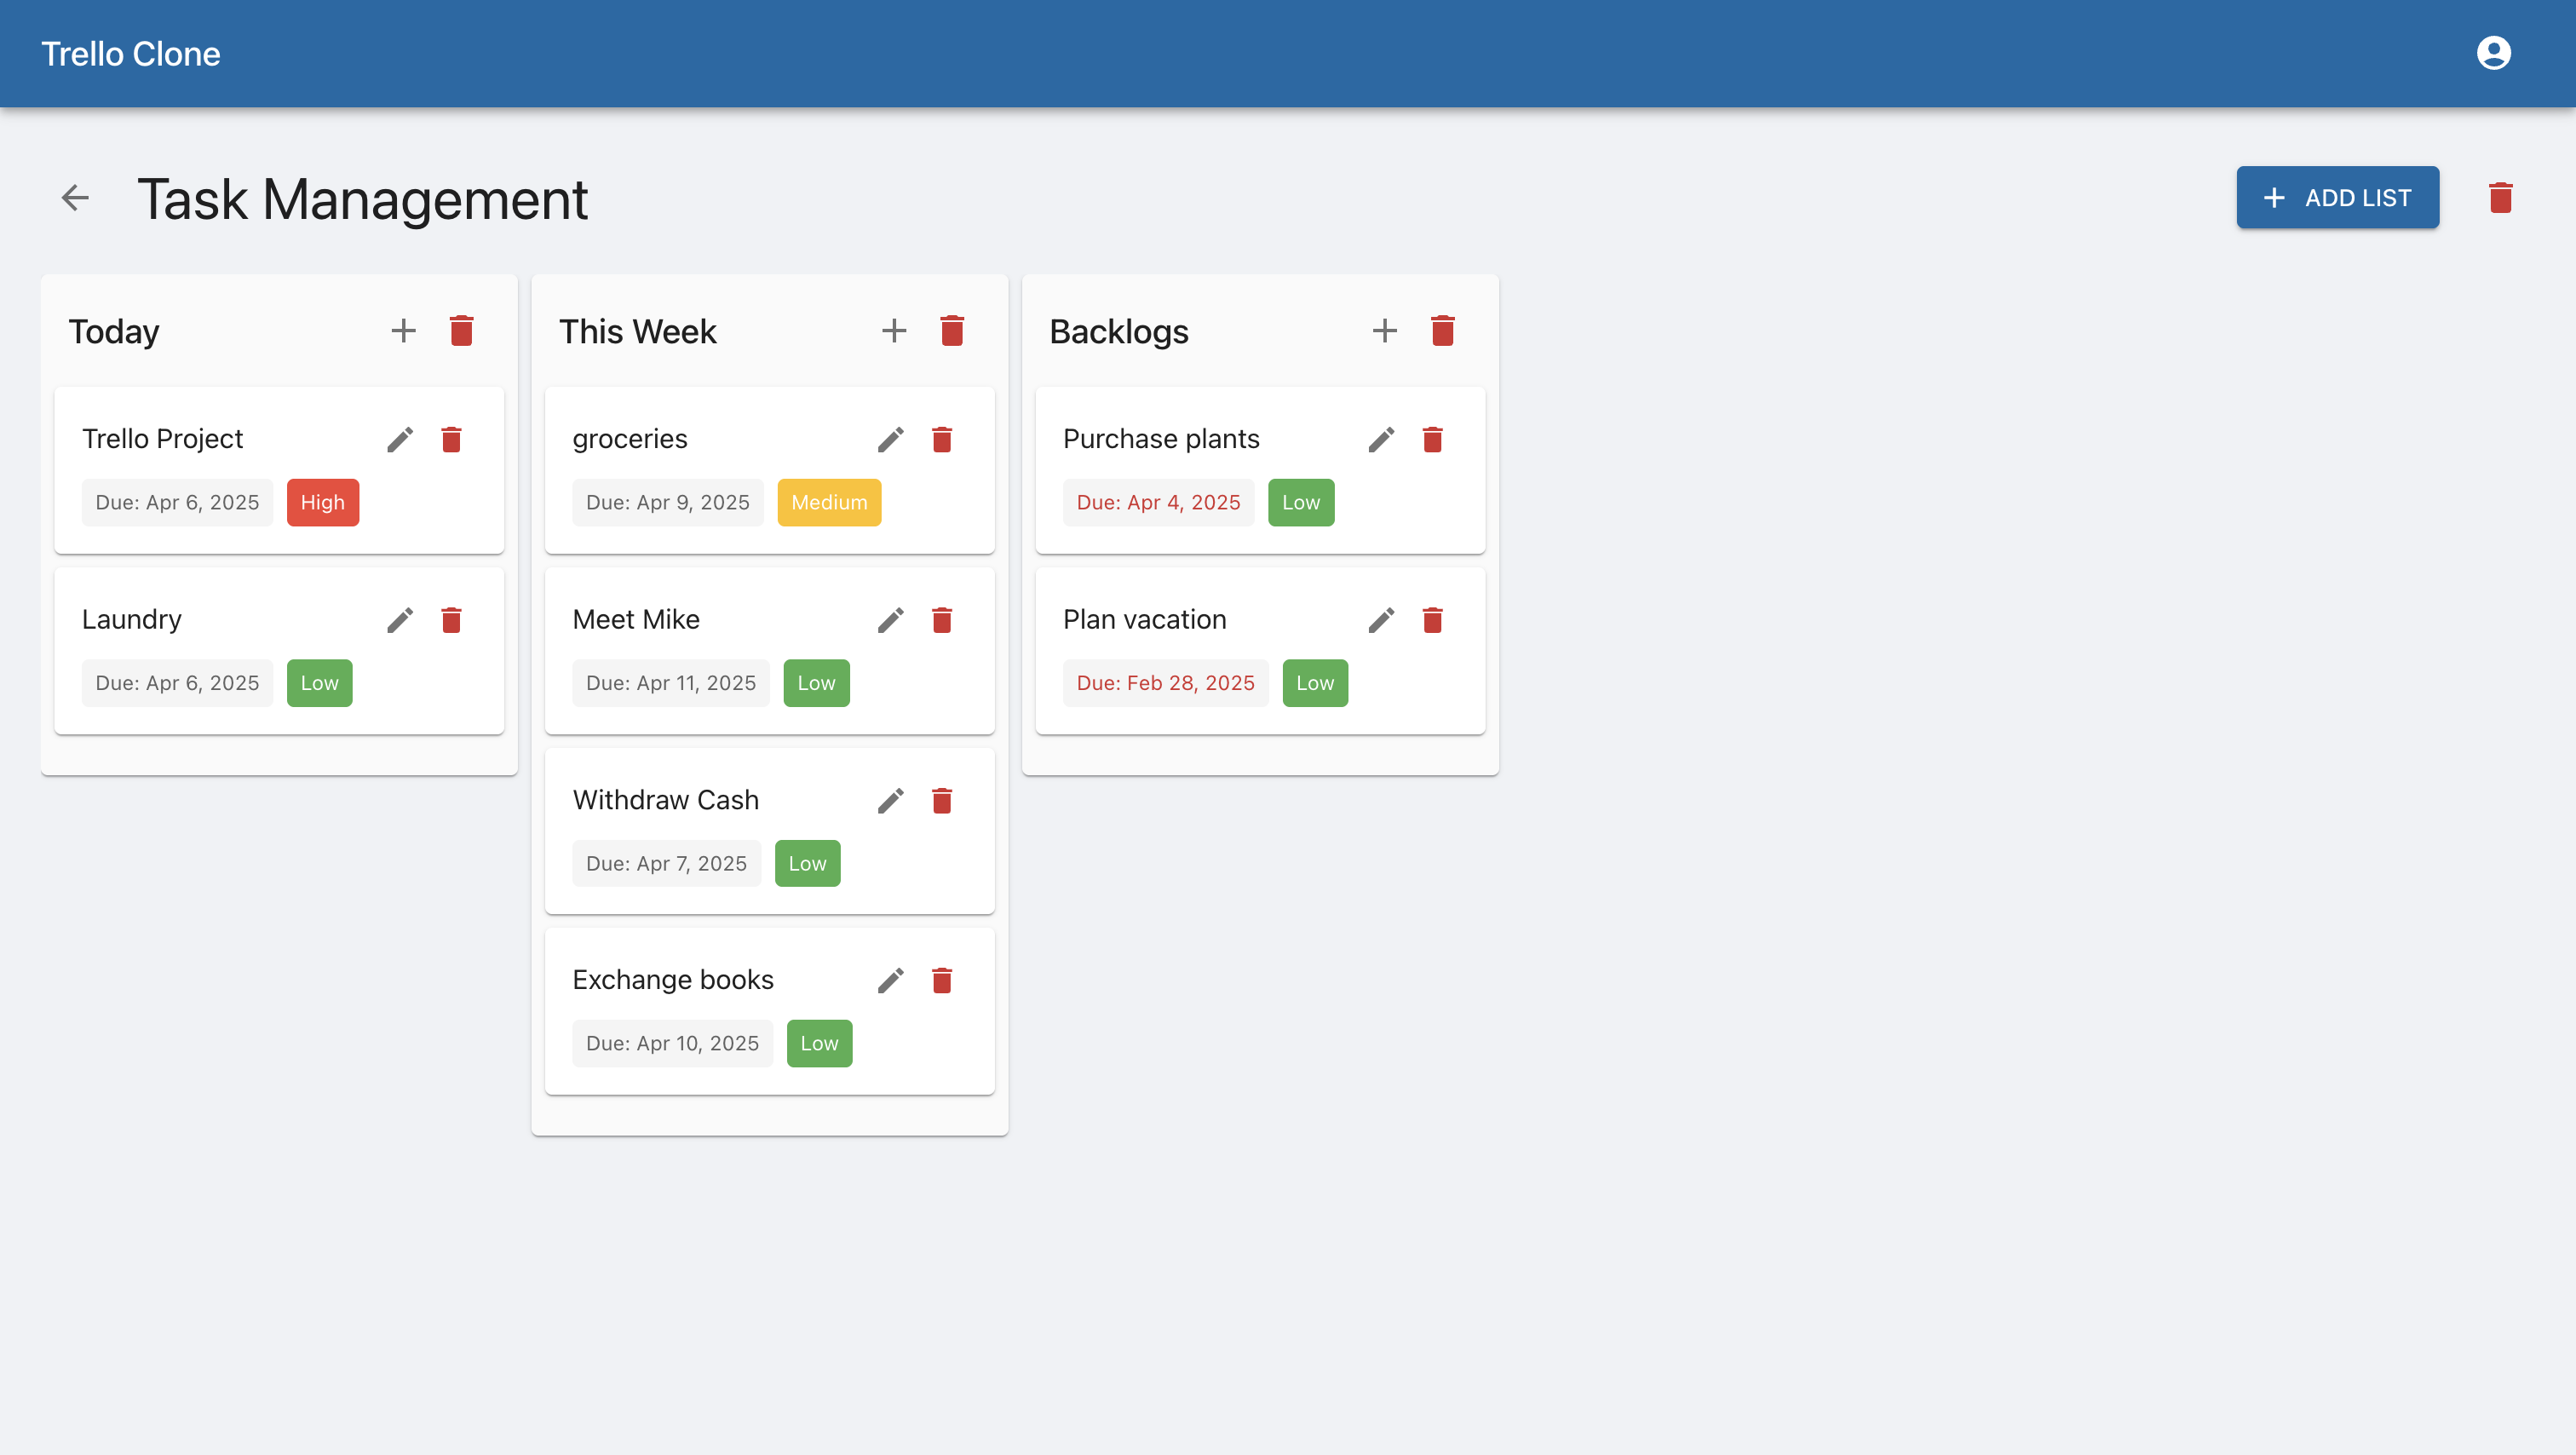 Trello Clone
Task Management
ADD LIST
Today
Trello Project
Due: Apr 6, 2025 High
Laundry
Due: Apr 6, 2025 Low
This Week
groceries
Due: Apr 9, 2025 Medium
Meet Mike
Due: Apr 11, 2025 Low
Withdraw Cash
Due: Apr 7, 2025 Low
Exchange books
Due: Apr 10, 2025 Low
Backlogs
Purchase plants
Due: Apr 4, 2025 Low
Plan vacation
Due: Feb 28, 2025 Low